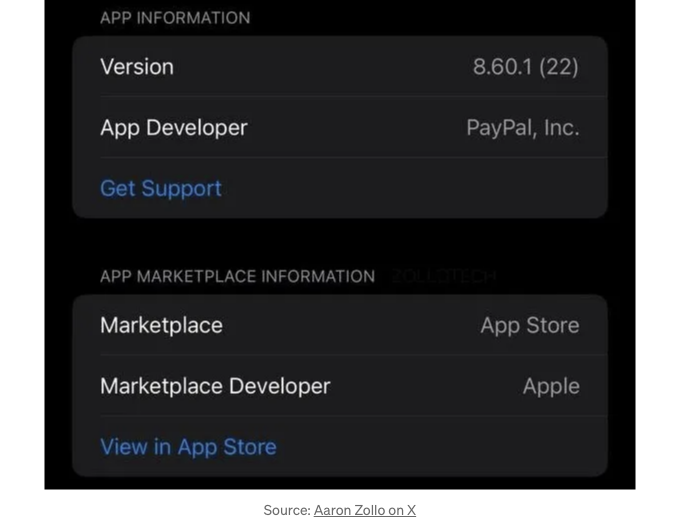 APP INFORMATION
Version 8.60.1 (22)
App Developer PayPal, Inc.
Get Support
APP MARKETPLACE INFORMATION ZOLLOTECH
Marketplace App Store
Marketplace Developer Apple
View in App Store
Source: Aaron Zollo on X